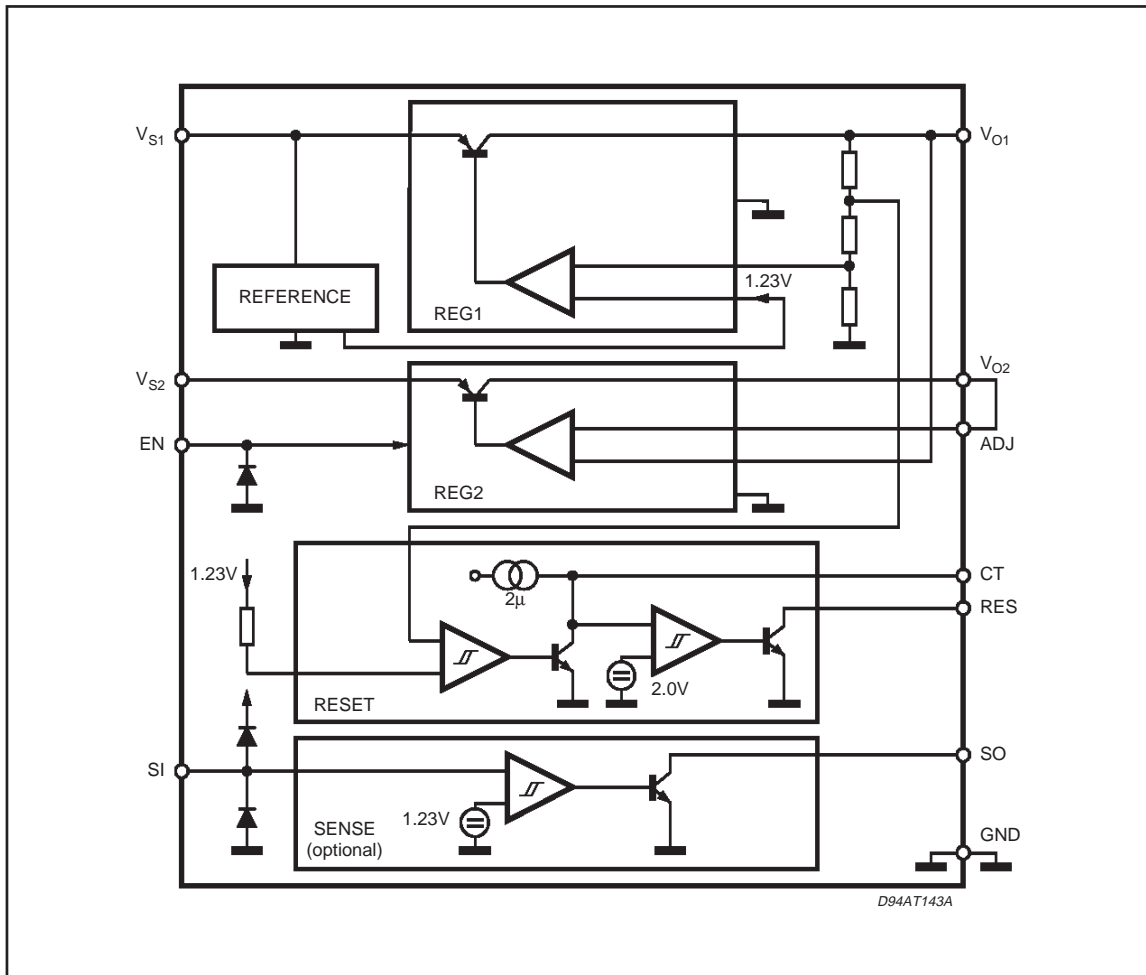 VS1
VO1
1.23V
REFERENCE
REG1
VS2
VO2
EN
ADJ
REG2
1.23V
CT
2μ
RES
2.0V
RESET
SI
SO
1.23V
SENSE
(optional)
GND
D94AT143A